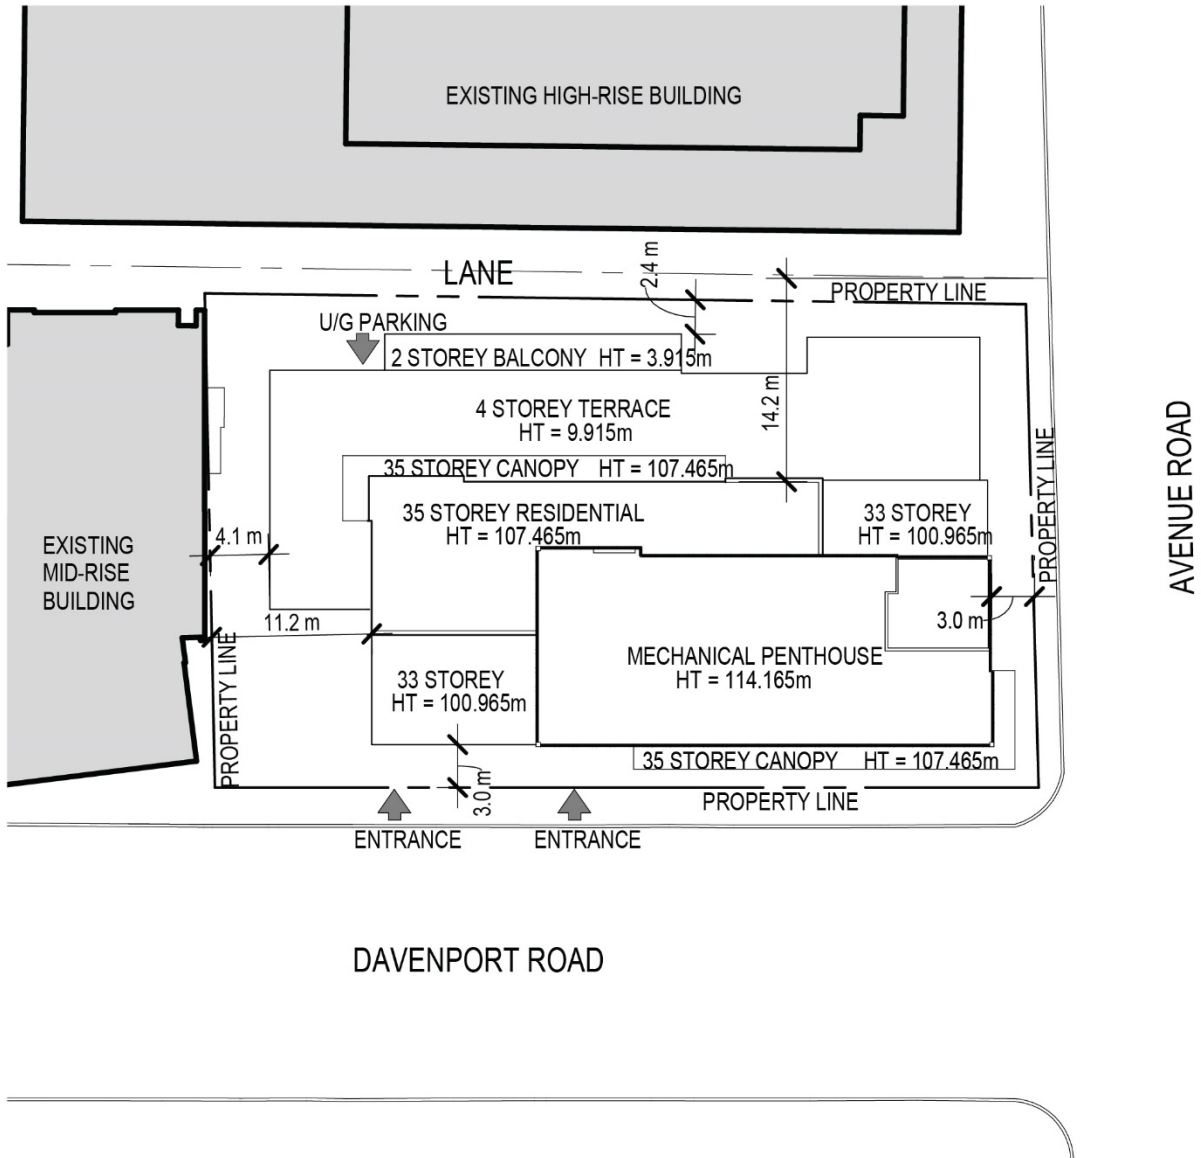 EXISTING HIGH-RISE BUILDING
2.4 m
LANE
PROPERTY LINE
U/G PARKING
2 STOREY BALCONY HT = 3.915m
14.2 m
4 STOREY TERRACE
HT = 9.915m
35 STOREY CANOPY HT = 107.465m
35 STOREY RESIDENTIAL
HT = 107.465m
33 STOREY
HT = 100.965m
PROPERTY LINE
PROPERTY LINE
AVENUE ROAD
4.1 m
EXISTING
MID-RISE
BUILDING
11.2 m
3.0 m
MECHANICAL PENTHOUSE
HT = 114.165m
33 STOREY
HT = 100.965m
PROPERTY LINE
35 STOREY CANOPY HT = 107.465m
3.0 m
PROPERTY LINE
ENTRANCE
ENTRANCE
DAVENPORT ROAD